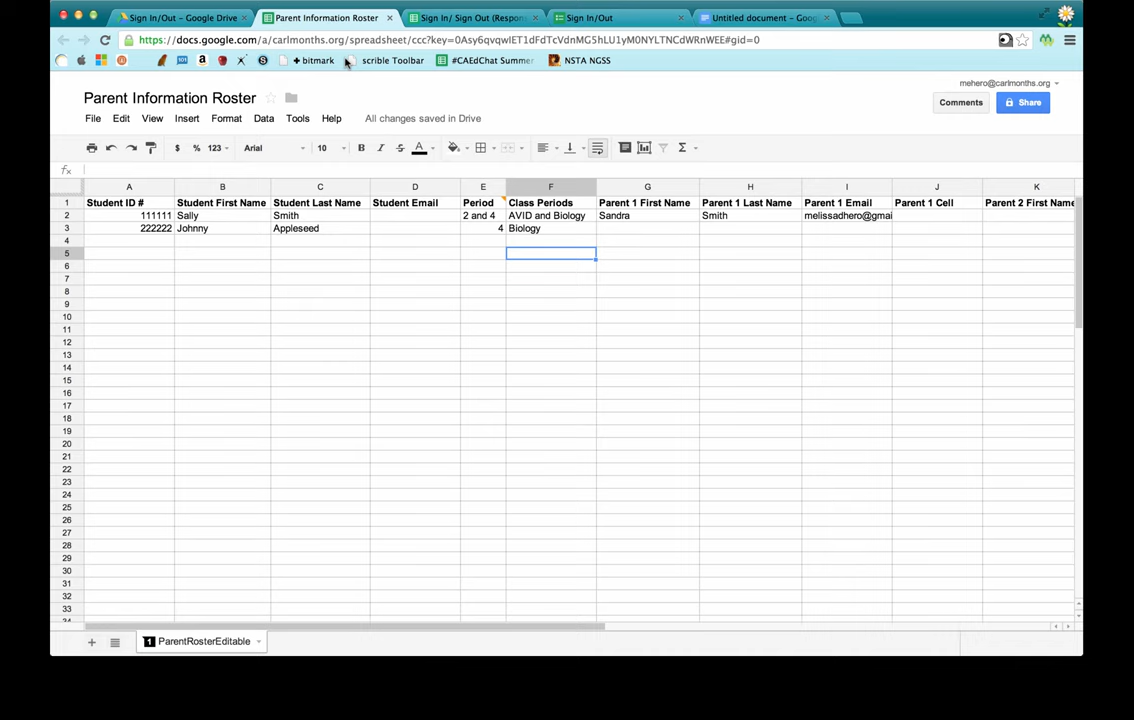 Sign In/Out - Google Drive
Parent Information Roster
Sign In/ Sign Out (Respon
Sign In/Out
Untitled document - Goog
https://docs.google.com/a/carlmonths.org/spreadsheet/ccc?key=0Asy6qvqwIET1dFdTcVdnMG5hLU1yM0NYLTNCdWRnWEE#gid=0
+ bitmark
scrible Toolbar
#CAEdChat Summer
NSTA NGSS
mehero@carlmonths.org
Parent Information Roster
Comments
Share
File Edit View Insert Format Data Tools Help All changes saved in Drive
$ % 123 Arial 10 B I S A Σ
fx
A B C D E F G H I J K
1 Student ID # Student First Name Student Last Name Student Email Period Class Periods Parent 1 First Name Parent 1 Last Name Parent 1 Email Parent 1 Cell Parent 2 First Name
2 111111 Sally Smith 2 and 4 AVID and Biology Sandra Smith melissadhero@gmai
3 222222 Johnny Appleseed 4 Biology
4
5
6
7
8
9
10
11
12
13
14
15
16
17
18
19
20
21
22
23
24
25
26
27
28
29
30
31
32
33
34
+ 1 ParentRosterEditable